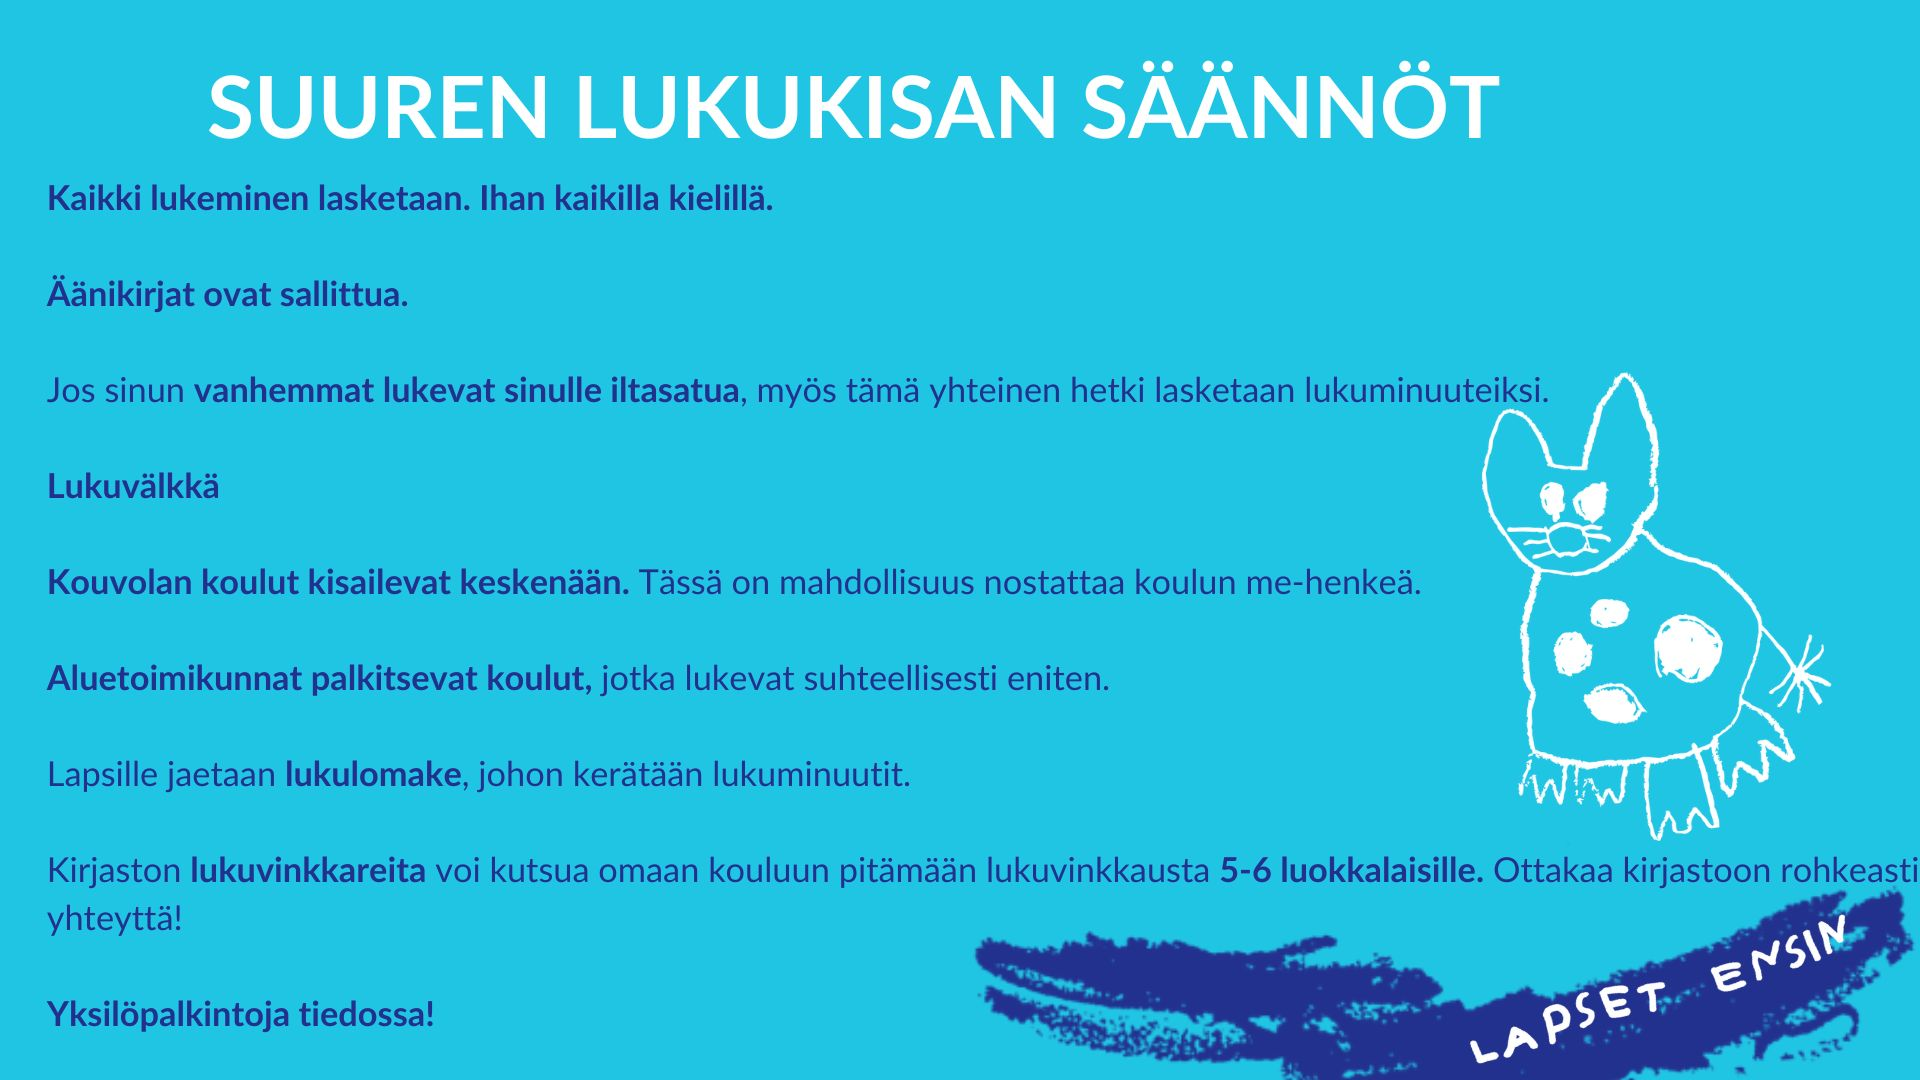 SUUREN LUKUKISAN SÄÄNNÖT
Kaikki lukeminen lasketaan. Ihan kaikilla kielillä.
Äänikirjat ovat sallittua.
Jos sinun vanhemmat lukevat sinulle iltasatua, myös tämä yhteinen hetki lasketaan lukuminuuteiksi.
Lukuvälkkä
Kouvolan koulut kisailevat keskenään. Tässä on mahdollisuus nostattaa koulun me-henkeä.
Aluetoimikunnat palkitsevat koulut, jotka lukevat suhteellisesti eniten.
Lapsille jaetaan lukulomake, johon kerätään lukuminuutit.
Kirjaston lukuvinkkareita voi kutsua omaan kouluun pitämään lukuvinkkausta 5-6 luokkalaisille. Ottakaa kirjastoon rohkeasti
yhteyttä!
Yksilöpalkintoja tiedossa!
LAPSET ENSIN